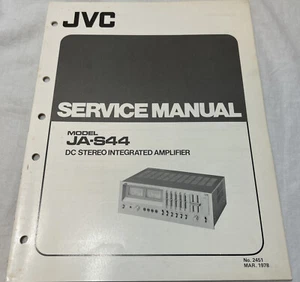 JVC
SERVICE MANUAL
MODEL
JA-S44
DC STEREO INTEGRATED AMPLIFIER
No. 2451
MAR. 1978